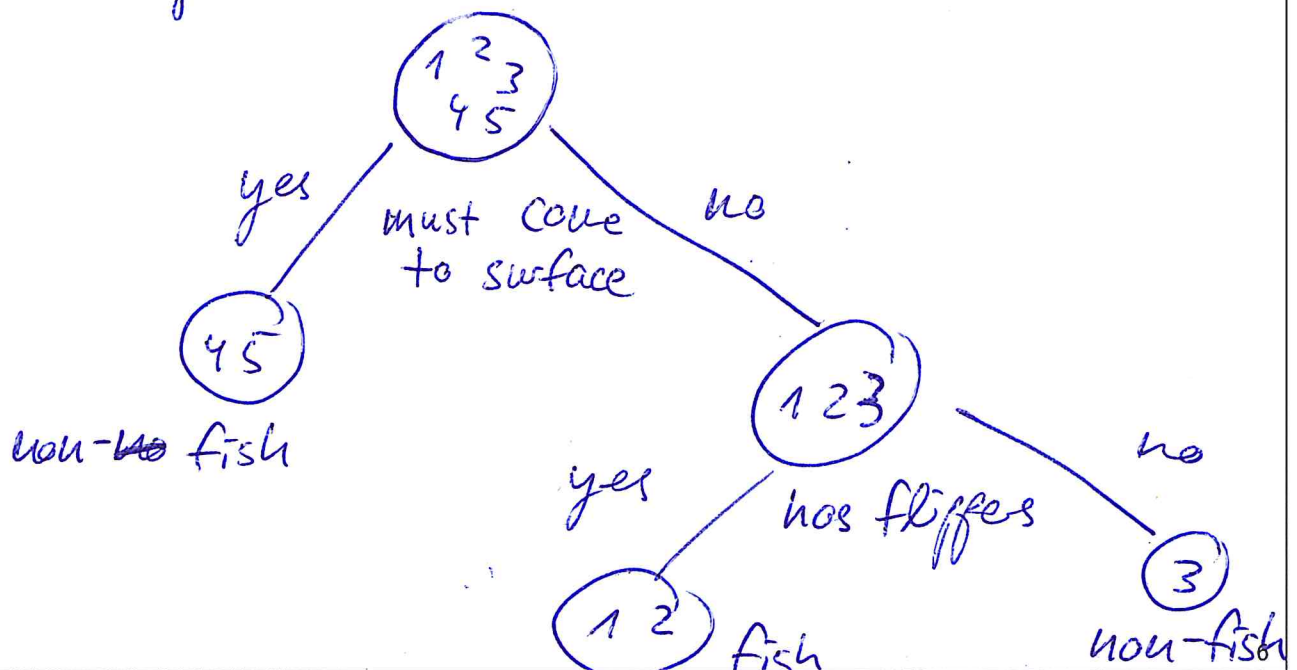 1 2 3
4 5
yes
must come
to surface
no
4 5
non-fish
1 2 3
yes
has flippers
no
1 2
fish
3
non-fish
6